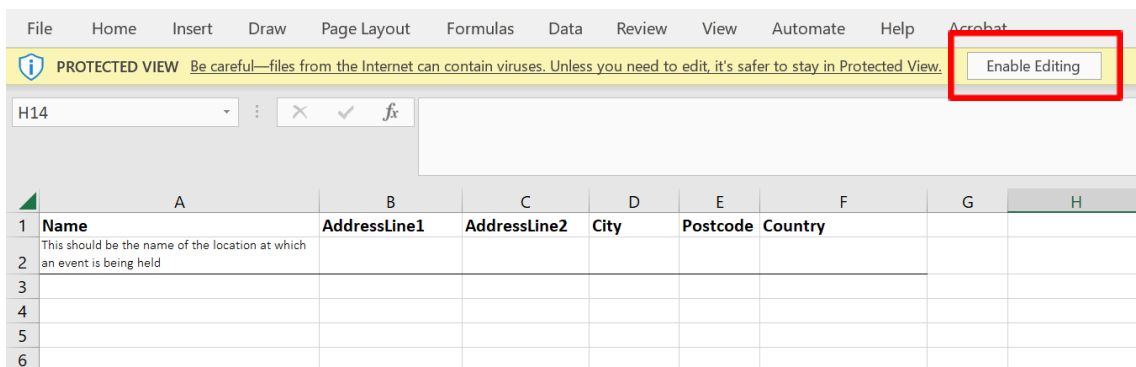 File Home Insert Draw Page Layout Formulas Data Review View Automate Help Acrobat
PROTECTED VIEW Be careful—files from the Internet can contain viruses. Unless you need to edit, it's safer to stay in Protected View. Enable Editing
H14 fx
A B C D E F G H
1 Name AddressLine1 AddressLine2 City Postcode Country
This should be the name of the location at which
2 an event is being held
3
4
5
6